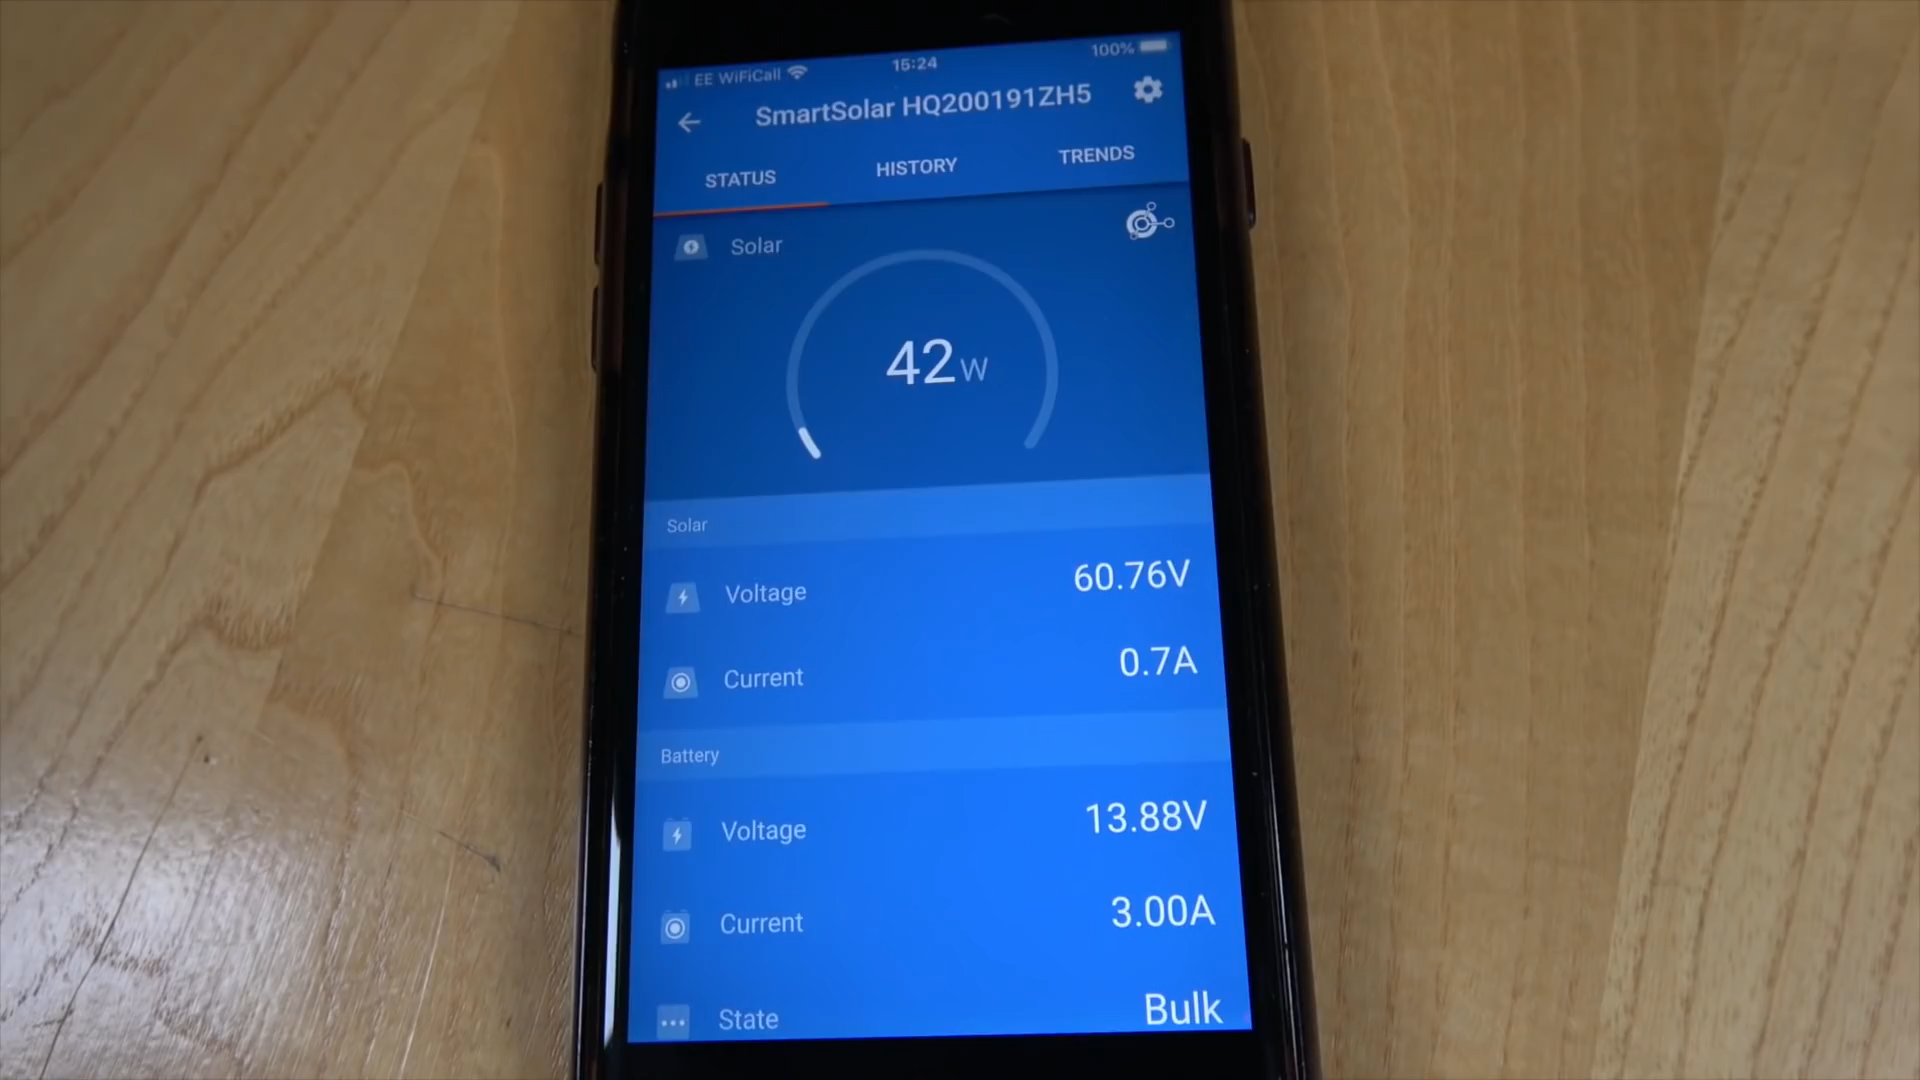 EE WiFiCall 15:24 100%
SmartSolar HQ200191ZH5
STATUS HISTORY TRENDS
Solar
42W
Solar
Voltage 60.76V
Current 0.7A
Battery
Voltage 13.88V
Current 3.00A
State Bulk